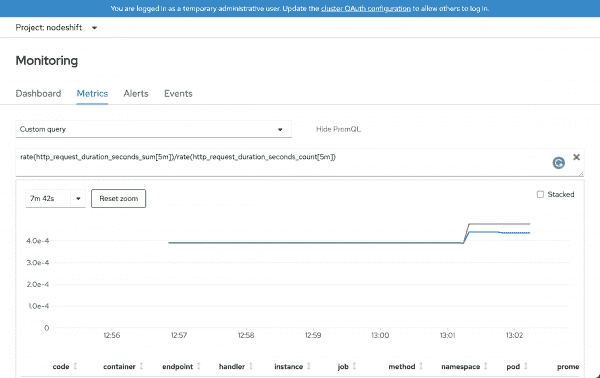 You are logged in as a temporary administrative user. Update the cluster OAuth configuration to allow others to log in.
Project: nodeshift
Monitoring
Dashboard Metrics Alerts Events
Custom query Hide PromQL
rate(http_request_duration_seconds_sum[5m])/rate(http_request_duration_seconds_count[5m])
7m 42s Reset zoom Stacked
4.0e-4
3.0e-4
2.0e-4
1.0e-4
0
12:56 12:57 12:58 12:59 13:00 13:01 13:02
code container endpoint handler instance job method namespace pod prome